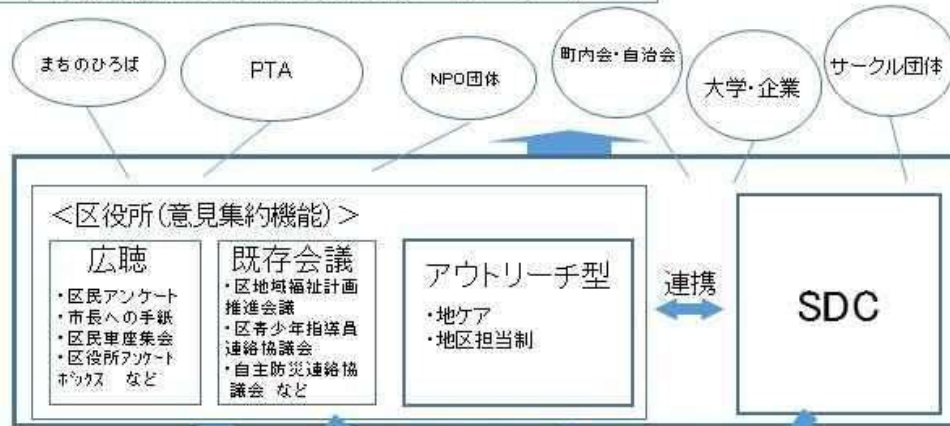 まちのひろば
PTA
NPO団体
町内会・自治会
大学・企業
サークル団体
<区役所(意見集約機能)>
広聴
・区民アンケート
・市長への手紙
・区民車座集会
・区役所アンケート
ボックス など
既存会議
・区地域福祉計画
推進会議
・区青少年指導員
連絡協議会
・自主防災連絡協
議会 など
アウトリーチ型
・地ケア
・地区担当制
連携
SDC